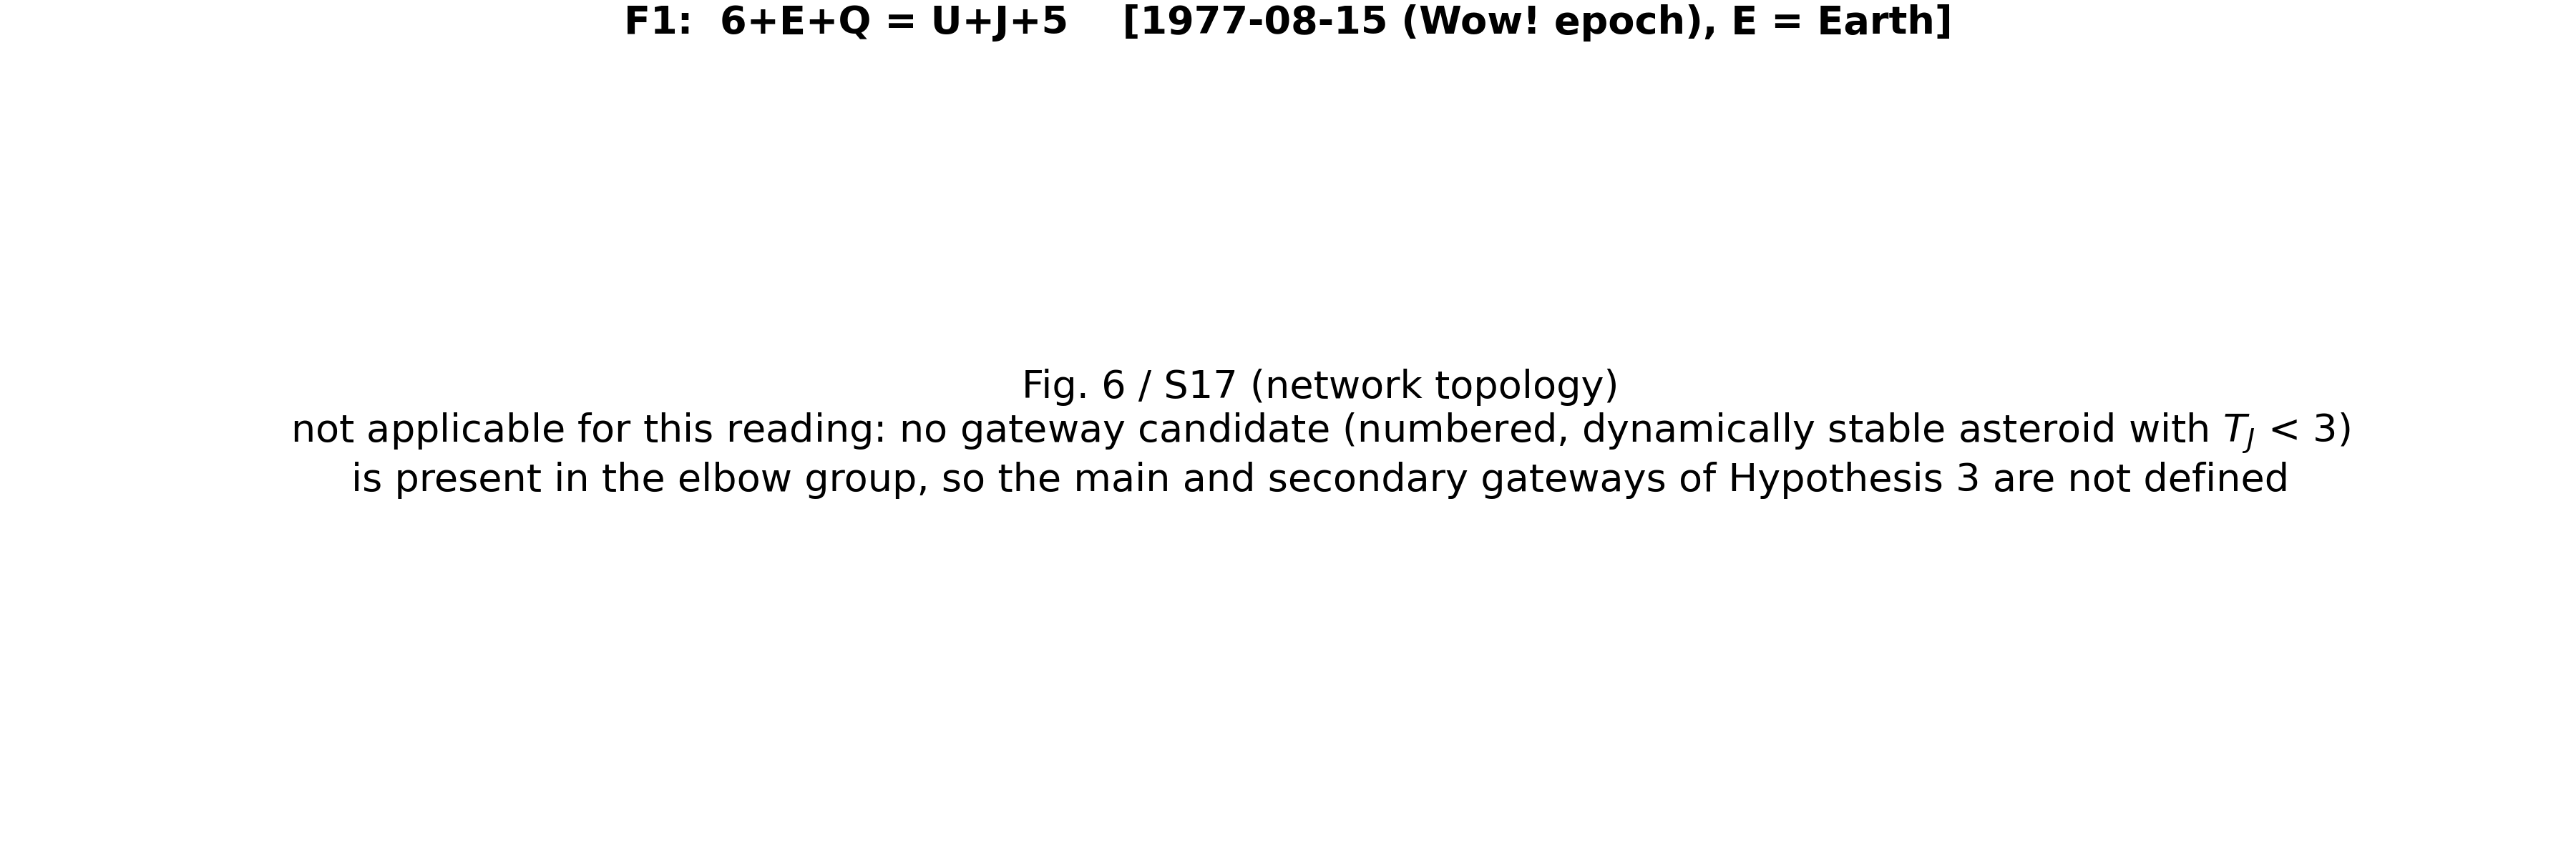 F1:  6+E+Q = U+J+5    [1977-08-15 (Wow! epoch), E = Earth]
Fig. 6 / S17 (network topology)
not applicable for this reading: no gateway candidate (numbered, dynamically stable asteroid with T_J < 3)
is present in the elbow group, so the main and secondary gateways of Hypothesis 3 are not defined